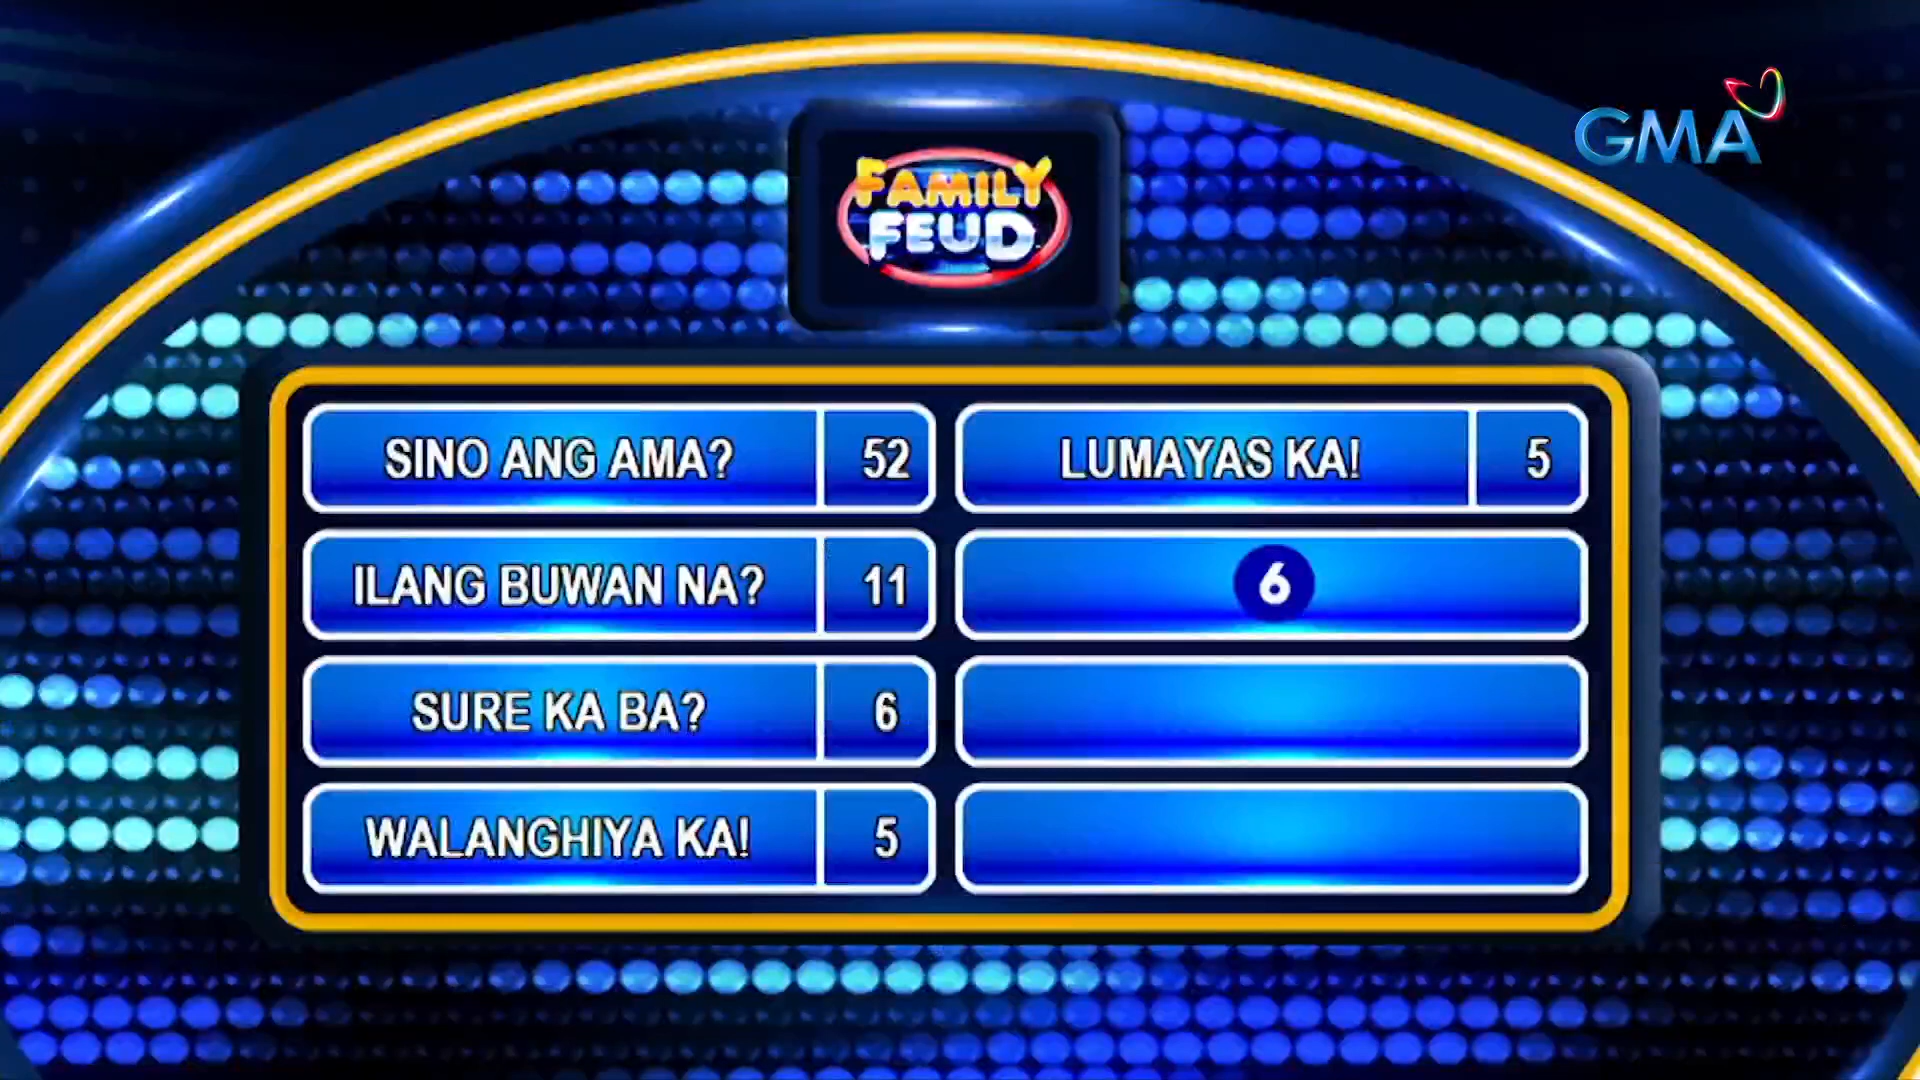 GMA
FAMILY
FEUD
SINO ANG AMA? 52
ILANG BUWAN NA? 11
SURE KA BA? 6
WALANGHIYA KA! 5
LUMAYAS KA! 5
6